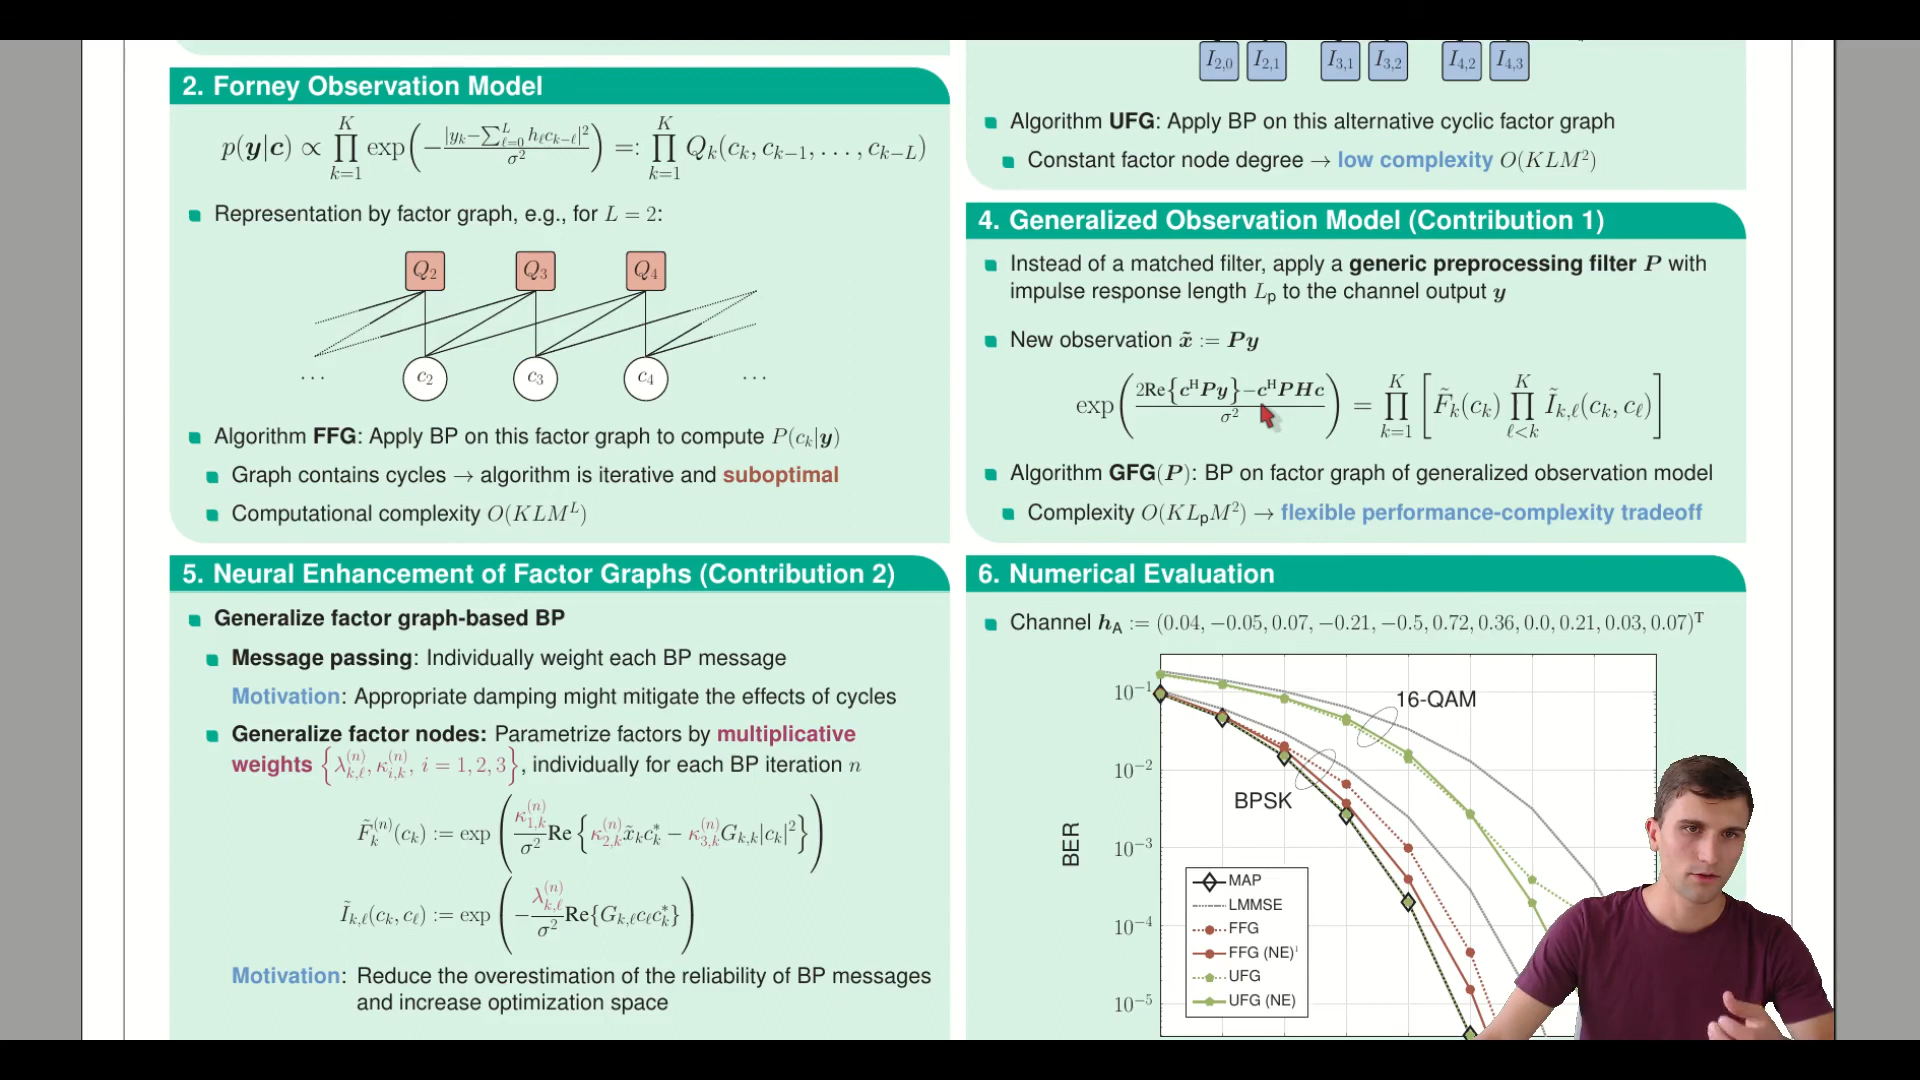 2. Forney Observation Model
p(y|c) ∝ ∏_{k=1}^{K} exp(−|y_k−∑_{ℓ=0}^{L} h_ℓ c_{k−ℓ}|²/σ²) =: ∏_{k=1}^{K} Q_k(c_k, c_{k−1}, . . . , c_{k−L})
Representation by factor graph, e.g., for L = 2:
Q₂ Q₃ Q₄
· · · c₂ c₃ c₄ · · ·
Algorithm FFG: Apply BP on this factor graph to compute P(c_k|y)
Graph contains cycles → algorithm is iterative and suboptimal
Computational complexity O(KLM^L)
I_{2,0} I_{2,1} I_{3,1} I_{3,2} I_{4,2} I_{4,3}
Algorithm UFG: Apply BP on this alternative cyclic factor graph
Constant factor node degree → low complexity O(KLM²)
4. Generalized Observation Model (Contribution 1)
Instead of a matched filter, apply a generic preprocessing filter P with
impulse response length L_p to the channel output y
New observation x̃ := Py
exp(2Re{c^H Py}−c^H PHc/σ²) = ∏_{k=1}^{K} [F̃_k(c_k) ∏_{ℓ<k}^{K} Ĩ_{k,ℓ}(c_k, c_ℓ)]
Algorithm GFG(P): BP on factor graph of generalized observation model
Complexity O(KL_pM²) → flexible performance-complexity tradeoff
5. Neural Enhancement of Factor Graphs (Contribution 2)
Generalize factor graph-based BP
Message passing: Individually weight each BP message
Motivation: Appropriate damping might mitigate the effects of cycles
Generalize factor nodes: Parametrize factors by multiplicative
weights {λ_{k,ℓ}^{(n)}, κ_{i,k}^{(n)}, i = 1, 2, 3}, individually for each BP iteration n
F̃_k^{(n)}(c_k) := exp(κ_{1,k}^{(n)}/σ² Re{κ_{2,k}^{(n)} x̃_k c_k^* − κ_{3,k}^{(n)} G_{k,k}|c_k|²})
Ĩ_{k,ℓ}^{(n)}(c_k, c_ℓ) := exp(−λ_{k,ℓ}^{(n)}/σ² Re{G_{k,ℓ} c_ℓ c_k^*})
Motivation: Reduce the overestimation of the reliability of BP messages
and increase optimization space
6. Numerical Evaluation
Channel h_A := (0.04, −0.05, 0.07, −0.21, −0.5, 0.72, 0.36, 0.0, 0.21, 0.03, 0.07)^T
10⁻¹
10⁻²
10⁻³
10⁻⁴
10⁻⁵
BER
16-QAM
BPSK
MAP
LMMSE
FFG
FFG (NE)¹
UFG
UFG (NE)